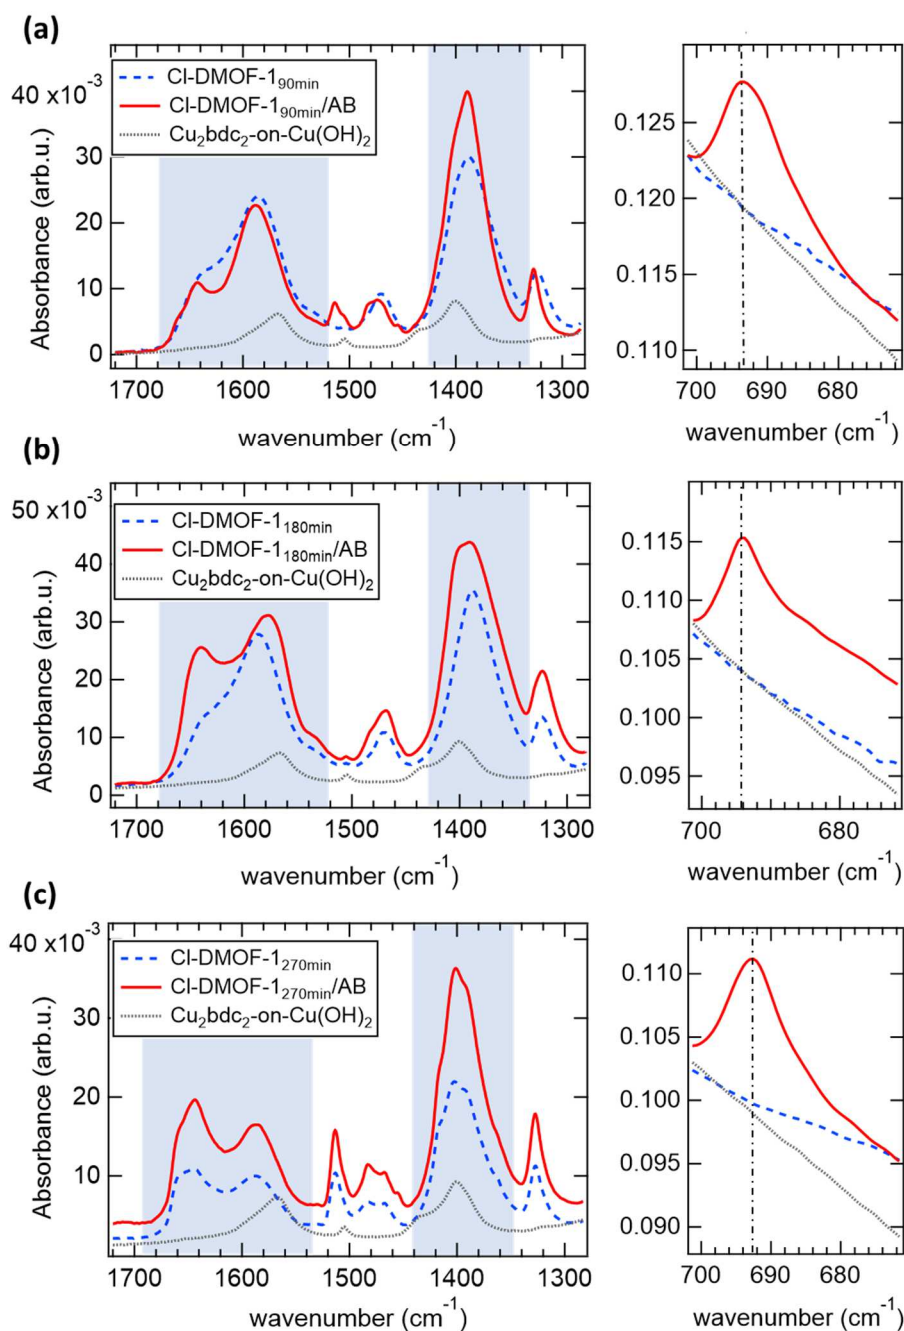 (a)
40 x10⁻³
30
20
10
0
Absorbance (arb.u.)
Cl-DMOF-1₉₀ₘᵢₙ
Cl-DMOF-1₉₀ₘᵢₙ/AB
Cu₂bdc₂-on-Cu(OH)₂
1700 1600 1500 1400 1300
wavenumber (cm⁻¹)
0.125
0.120
0.115
0.110
700 690 680
wavenumber (cm⁻¹)
(b)
50 x10⁻³
40
30
20
10
0
Absorbance (arb.u.)
Cl-DMOF-1₁₈₀ₘᵢₙ
Cl-DMOF-1₁₈₀ₘᵢₙ/AB
Cu₂bdc₂-on-Cu(OH)₂
1700 1600 1500 1400 1300
wavenumber (cm⁻¹)
0.115
0.110
0.105
0.100
0.095
700 680
wavenumber (cm⁻¹)
(c)
40 x10⁻³
30
20
10
Absorbance (arb.u.)
Cl-DMOF-1₂₇₀ₘᵢₙ
Cl-DMOF-1₂₇₀ₘᵢₙ/AB
Cu₂bdc₂-on-Cu(OH)₂
1700 1600 1500 1400 1300
wavenumber (cm⁻¹)
0.110
0.105
0.100
0.095
0.090
700 690 680
wavenumber (cm⁻¹)